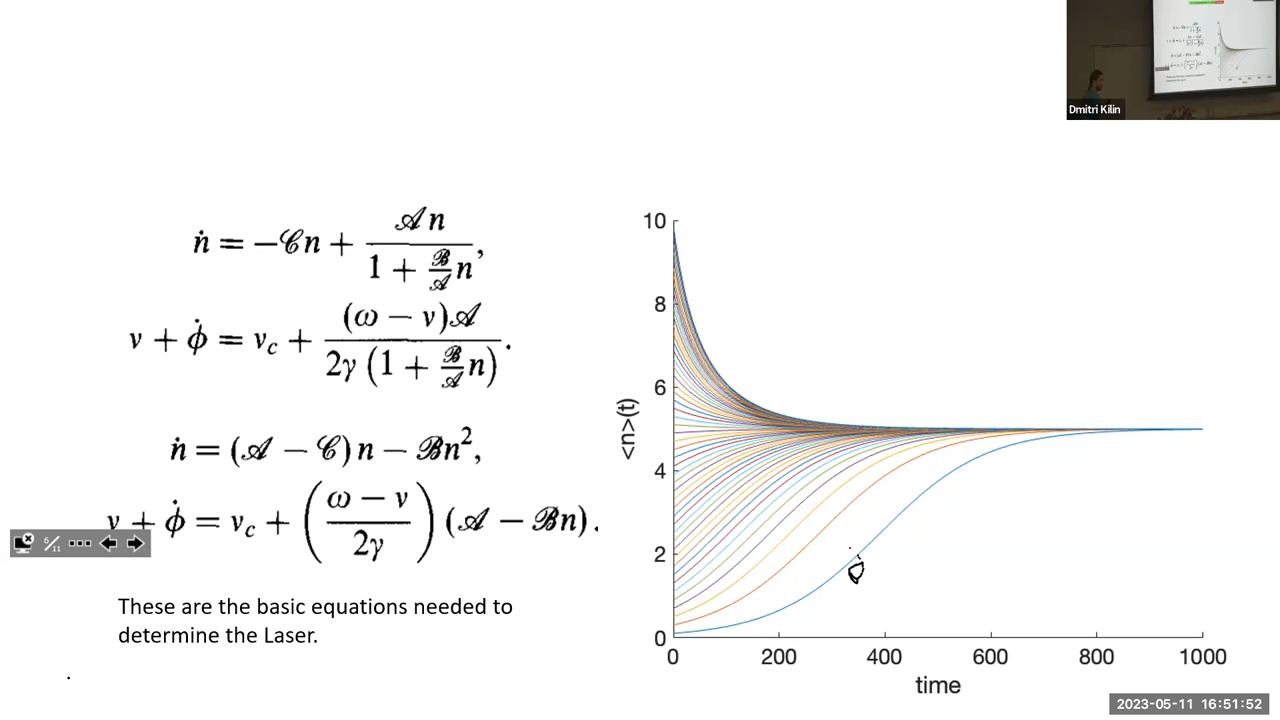 Dmitri Kilin
ṅ = −𝒞n + 𝒜n / (1 + (ℬ/𝒜)n),
ν + ϕ̇ = ν_c + (ω − ν)𝒜 / (2γ(1 + (ℬ/𝒜)n)).
ṅ = (𝒜 − 𝒞)n − ℬn²,
ν + ϕ̇ = ν_c + ((ω − ν) / 2γ)(𝒜 − ℬn).
6/11
These are the basic equations needed to
determine the Laser.
<n>(t)
10
8
6
4
2
0
0 200 400 600 800 1000
time
2023-05-11 16:51:52